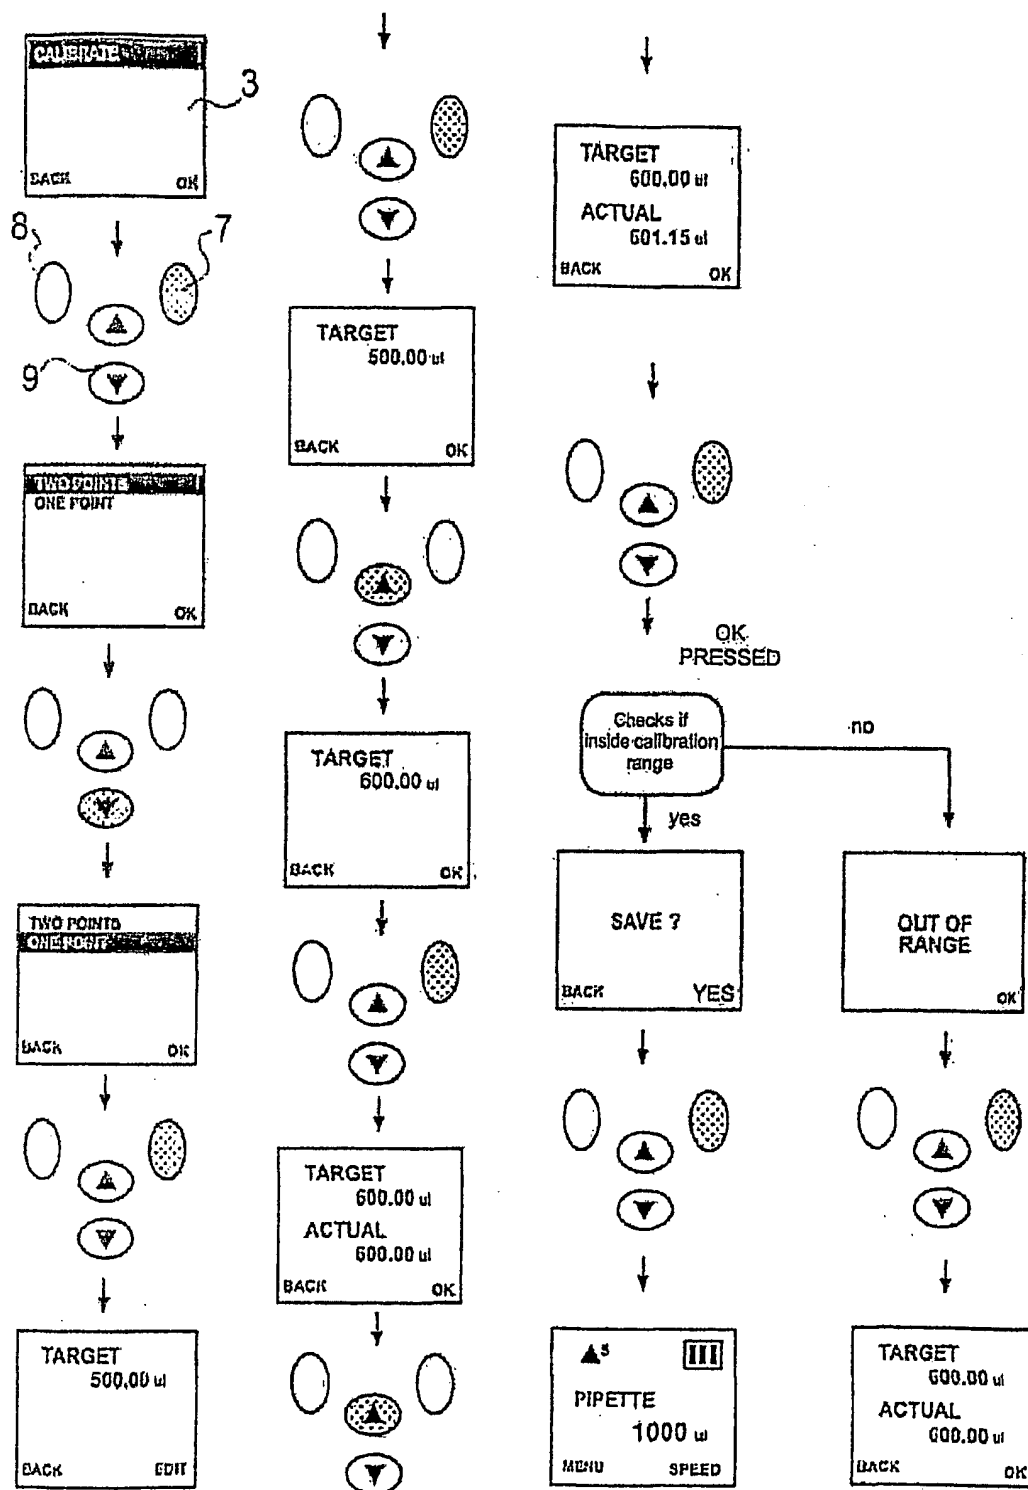 CALIBRATE
3
BACK OK
8
7
9
TWO POINTS
ONE POINT
BACK OK
TWO POINTS
ONE POINT
BACK OK
TARGET
500.00 ul
BACK EDIT
TARGET
500.00 ul
BACK OK
TARGET
600.00 ul
BACK OK
TARGET
600.00 ul
ACTUAL
600.00 ul
BACK OK
TARGET
600.00 ul
ACTUAL
601.15 ul
BACK OK
OK
PRESSED
Checks if
inside calibration
range
no
yes
SAVE ?
BACK YES
OUT OF
RANGE
OK
5 III
PIPETTE
1000 ul
MENU SPEED
TARGET
600.00 ul
ACTUAL
600.00 ul
BACK OK